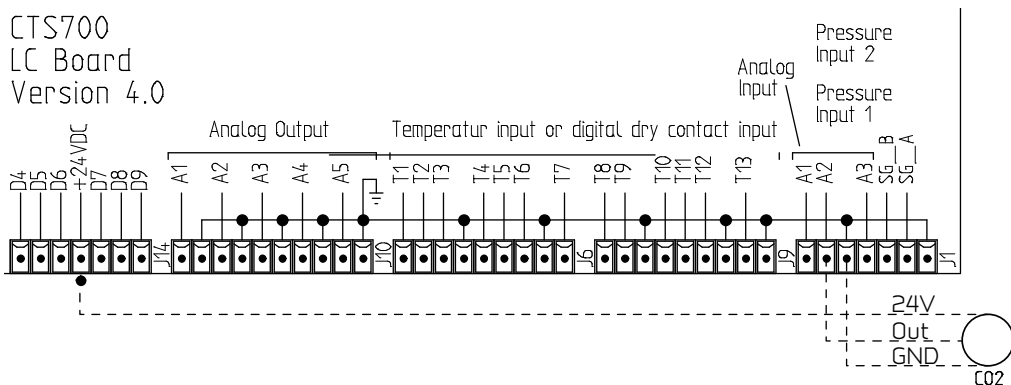 CTS700
LC Board
Version 4.0
Pressure
Input 2
Analog
Input
Pressure
Input 1
Analog Output
Temperatur input or digital dry contact input
D4
D5
D6
+24VDC
D7
D8
D9
A1
A2
A3
A4
A5
T1
T2
T3
T4
T5
T6
T7
T8
T9
T10
T11
T12
T13
A1
A2
A3
SG_B
SG_A
J14
J10
J6
J9
J1
24V
Out
GND
CO2